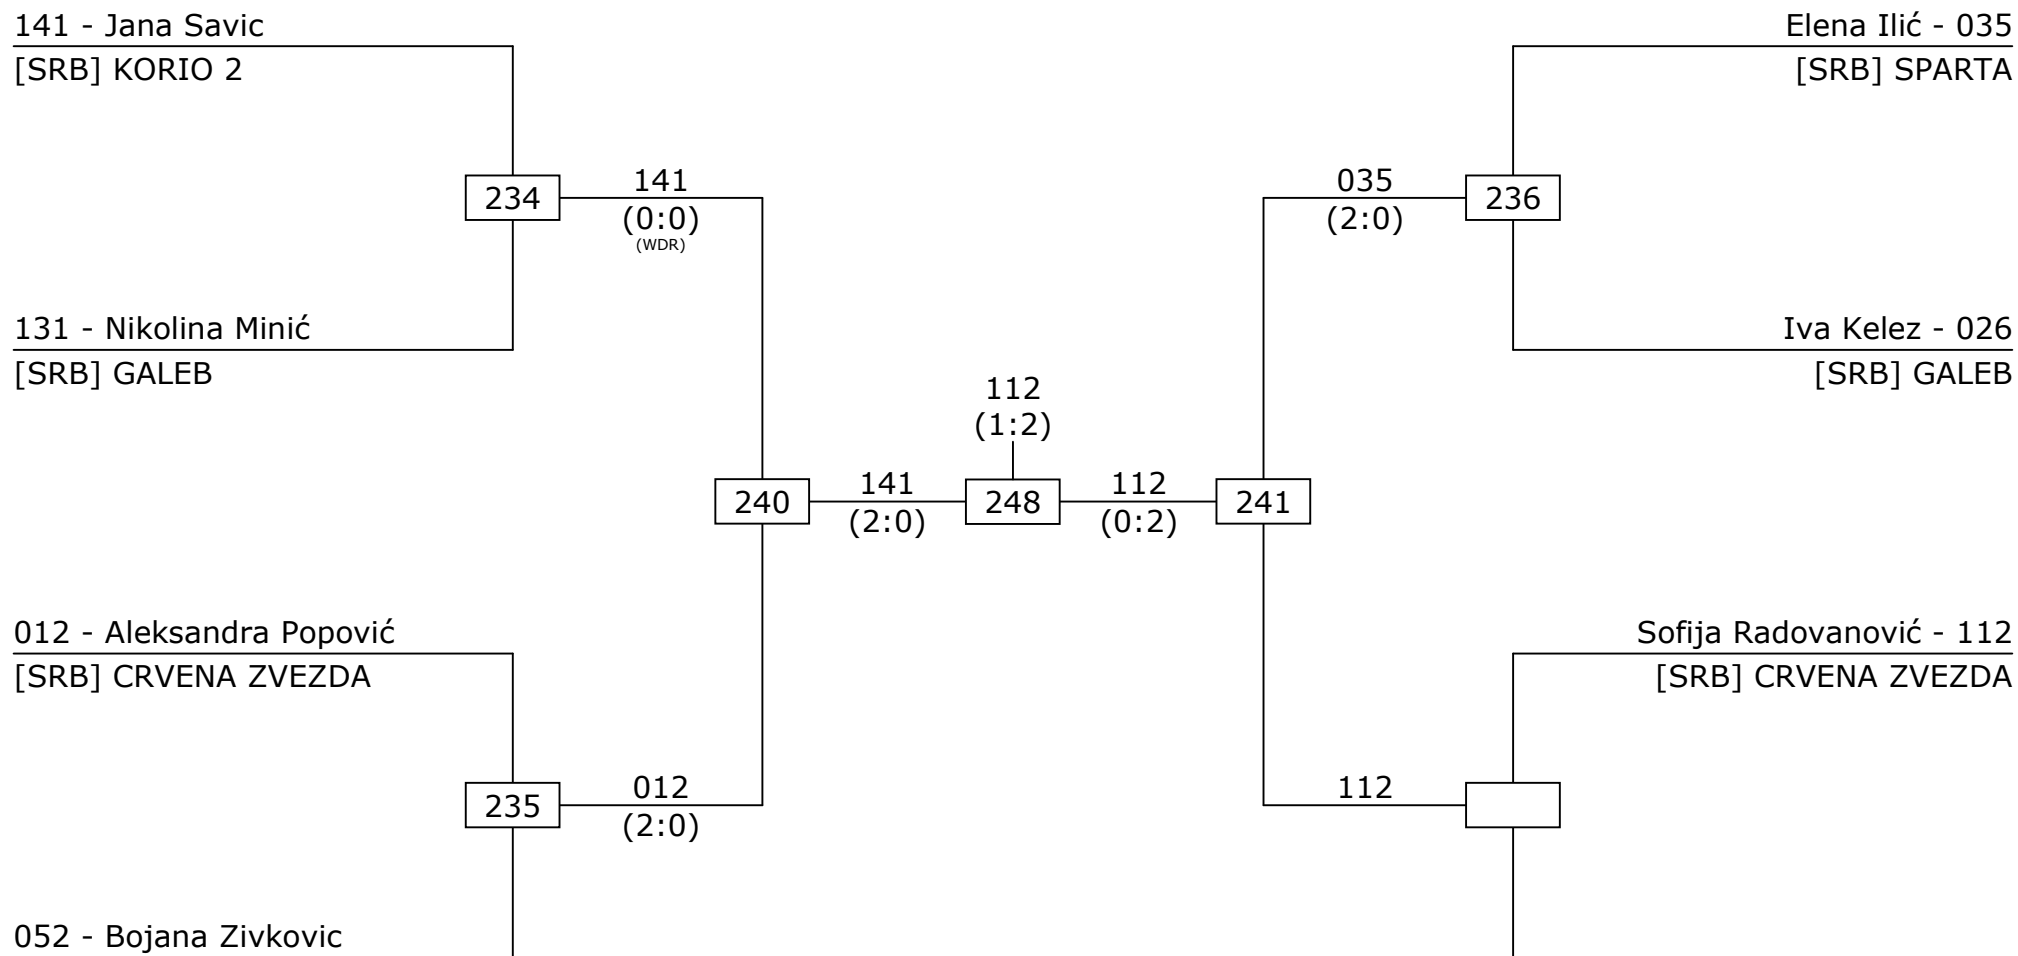 141 - Jana Savic
[SRB] KORIO 2
Elena Ilić - 035
[SRB] SPARTA
234
141
(0:0)
(WDR)
035
(2:0)
236
131 - Nikolina Minić
[SRB] GALEB
Iva Kelez - 026
[SRB] GALEB
112
(1:2)
240
141
(2:0)
248
112
(0:2)
241
012 - Aleksandra Popović
[SRB] CRVENA ZVEZDA
Sofija Radovanović - 112
[SRB] CRVENA ZVEZDA
235
012
(2:0)
112
052 - Bojana Zivkovic